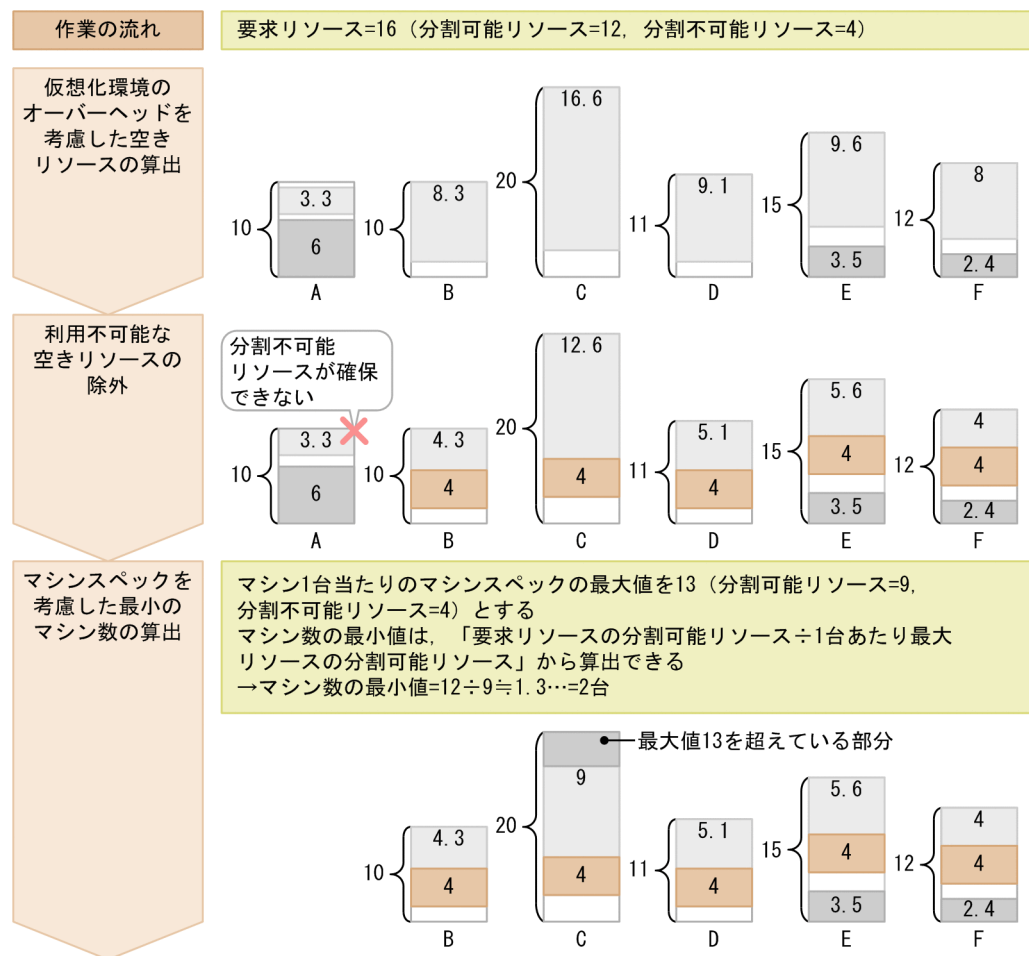 作業の流れ
要求リソース=16（分割可能リソース=12, 分割不可能リソース=4）
仮想化環境の
オーバーヘッドを
考慮した空き
リソースの算出
10
3.3
6
A
10
8.3
B
20
16.6
C
11
9.1
D
15
9.6
3.5
E
12
8
2.4
F
利用不可能な
空きリソースの
除外
分割不可能
リソースが確保
できない
10
3.3
6
A
10
4.3
4
B
20
12.6
4
C
11
5.1
4
D
15
5.6
4
3.5
E
12
4
4
2.4
F
マシンスペックを
考慮した最小の
マシン数の算出
マシン1台当たりのマシンスペックの最大値を13（分割可能リソース=9,
分割不可能リソース=4）とする
マシン数の最小値は, 「要求リソースの分割可能リソース÷1台あたり最大
リソースの分割可能リソース」から算出できる
→マシン数の最小値=12÷9≒1.3…=2台
最大値13を超えている部分
10
4.3
4
B
20
9
4
C
11
5.1
4
D
15
5.6
4
3.5
E
12
4
4
2.4
F